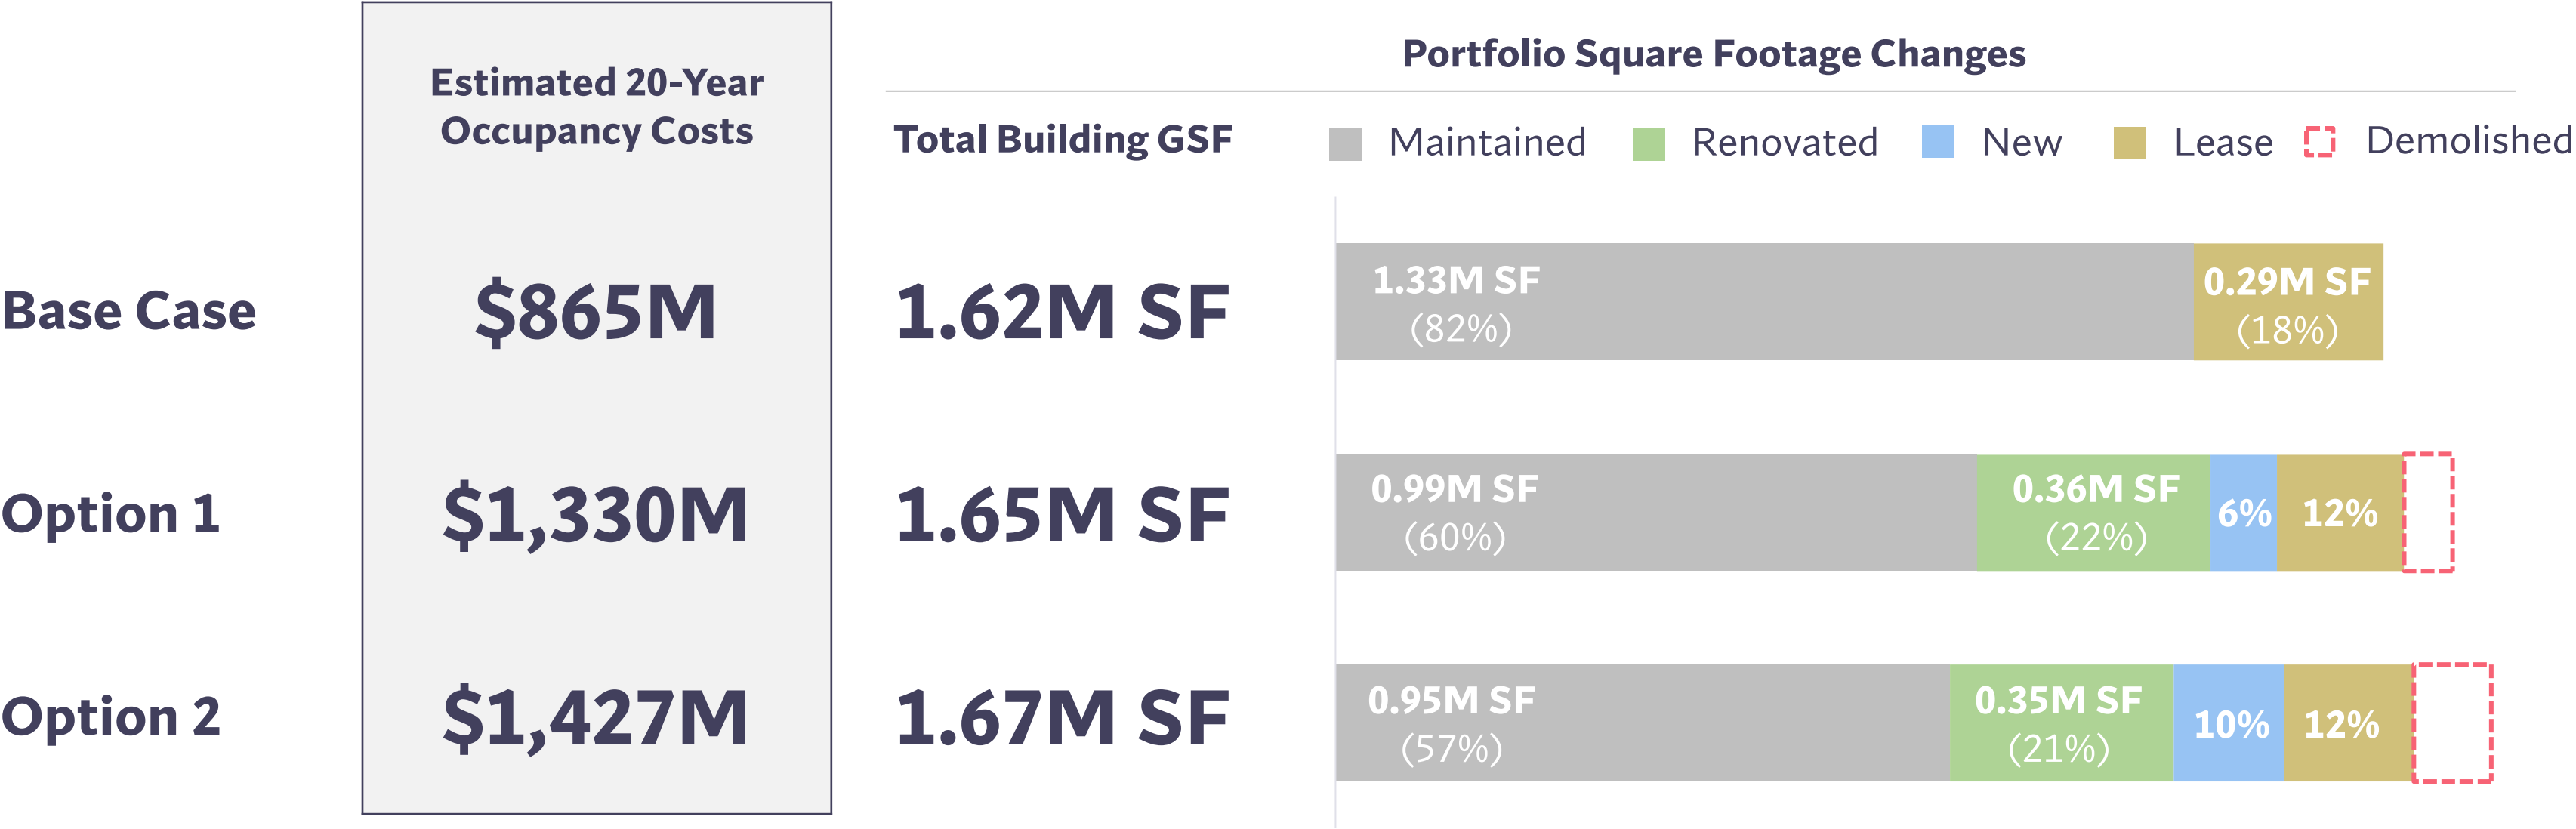 Estimated 20-Year
Occupancy Costs
Portfolio Square Footage Changes
Total Building GSF
Maintained
Renovated
New
Lease
Demolished
Base Case
$865M
1.62M SF
1.33M SF
(82%)
0.29M SF
(18%)
Option 1
$1,330M
1.65M SF
0.99M SF
(60%)
0.36M SF
(22%)
6%
12%
Option 2
$1,427M
1.67M SF
0.95M SF
(57%)
0.35M SF
(21%)
10%
12%